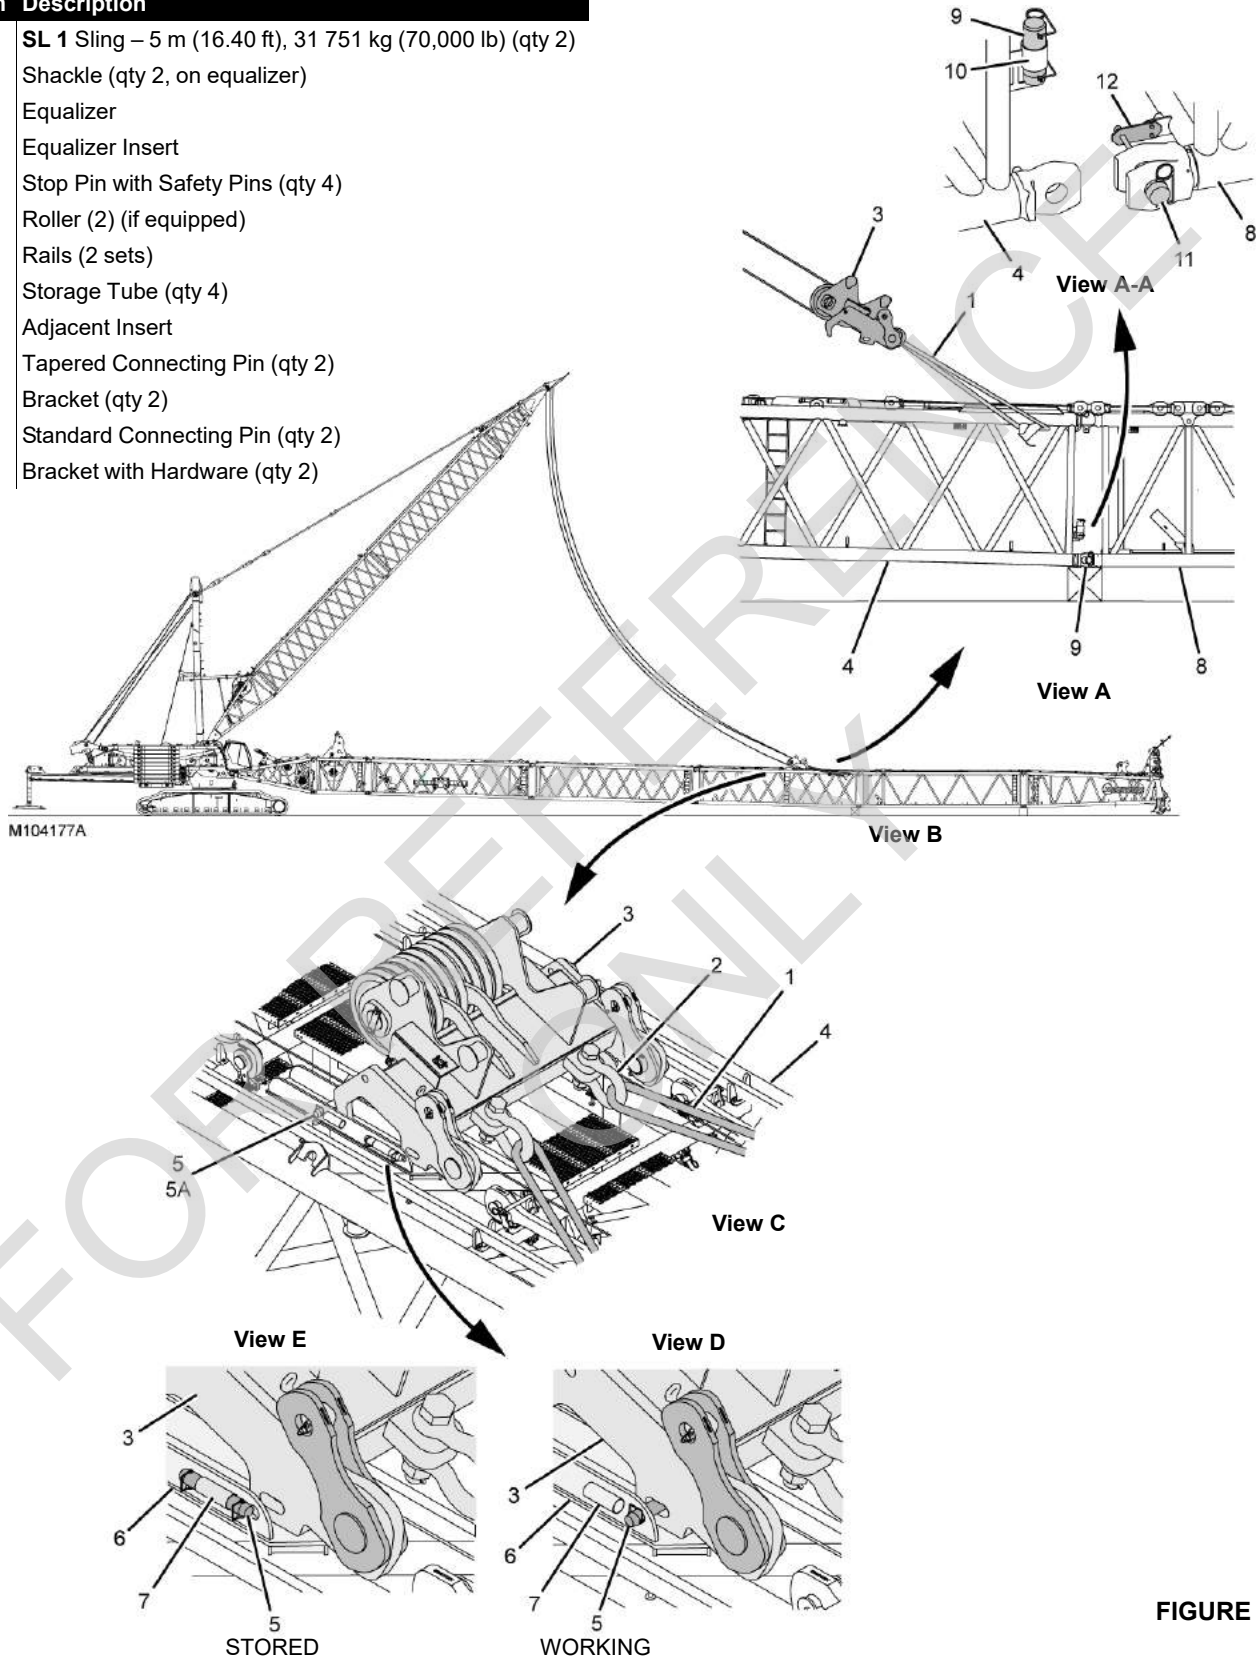 Description
SL 1 Sling – 5 m (16.40 ft), 31 751 kg (70,000 lb) (qty 2)
Shackle (qty 2, on equalizer)
Equalizer
Equalizer Insert
Stop Pin with Safety Pins (qty 4)
Roller (2) (if equipped)
Rails (2 sets)
Storage Tube (qty 4)
Adjacent Insert
Tapered Connecting Pin (qty 2)
Bracket (qty 2)
Standard Connecting Pin (qty 2)
Bracket with Hardware (qty 2)
9
10
12
8
11
4
View A-A
3
1
4
9
8
View A
M104177A
View B
3
2
1
4
5
5A
View C
View E
View D
3
6
7
5
STORED
3
6
7
5
WORKING
FIGURE
FOR REFERENCE
ONLY